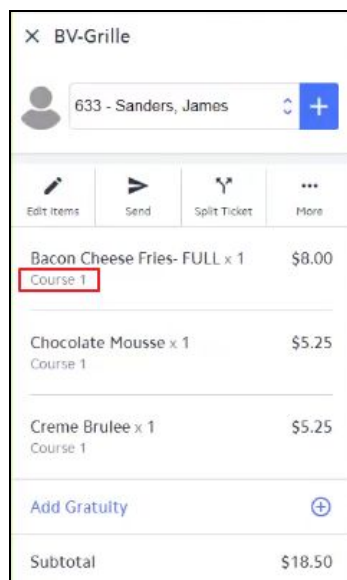 BV-Grille
633 - Sanders, James
Edit Items Send Split Ticket More
Bacon Cheese Fries- FULL x 1 $8.00
Course 1
Chocolate Mousse x 1 $5.25
Course 1
Creme Brulee x 1 $5.25
Course 1
Add Gratuity
Subtotal $18.50